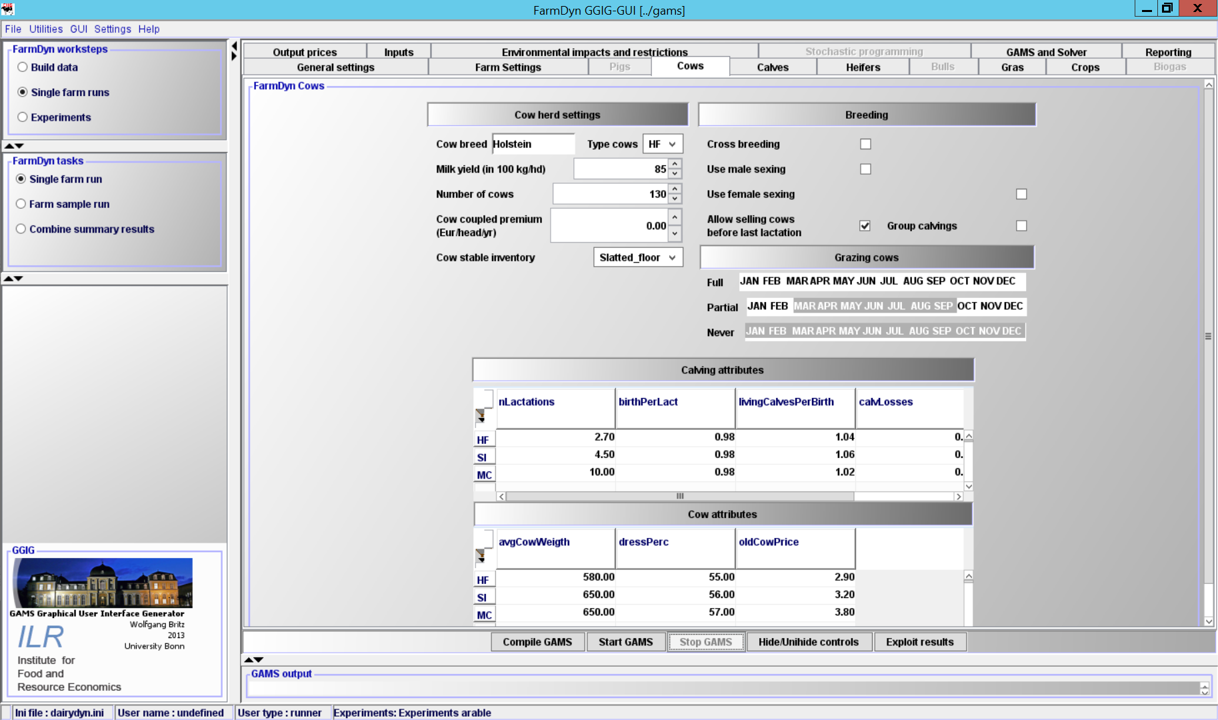 FarmDyn GGIG-GUI [../gams]
File Utilities GUI Settings Help
FarmDyn worksteps
Build data
Single farm runs
Experiments
FarmDyn tasks
Single farm run
Farm sample run
Combine summary results
GGIG
GAMS Graphical User Interface Generator
Wolfgang Britz
2013
University Bonn
ILR
Institute for
Food and
Resource Economics
Output prices Inputs Environmental impacts and restrictions Stochastic programming GAMS and Solver Reporting
General settings Farm Settings Pigs Cows Calves Heifers Bulls Gras Crops Biogas
FarmDyn Cows
Cow herd settings
Cow breed Holstein Type cows HF
Milk yield (in 100 kg/hd) 85
Number of cows 130
Cow coupled premium
(Eur/head/yr) 0.00
Cow stable inventory Slatted_floor
Breeding
Cross breeding
Use male sexing
Use female sexing
Allow selling cows
before last lactation
Group calvings
Grazing cows
Full JAN FEB MAR APR MAY JUN JUL AUG SEP OCT NOV DEC
Partial JAN FEB MAR APR MAY JUN JUL AUG SEP OCT NOV DEC
Never JAN FEB MAR APR MAY JUN JUL AUG SEP OCT NOV DEC
Calving attributes
nLactations birthPerLact livingCalvesPerBirth calvLosses
HF 2.70 0.98 1.04 0.
SI 4.50 0.98 1.06 0.
MC 10.00 0.98 1.02 0.
Cow attributes
avgCowWeigth dressPerc oldCowPrice
HF 580.00 55.00 2.90
SI 650.00 56.00 3.20
MC 650.00 57.00 3.80
Compile GAMS Start GAMS Stop GAMS Hide/Unihide controls Exploit results
GAMS output
Ini file : dairydyn.ini User name : undefined User type : runner Experiments: Experiments arable